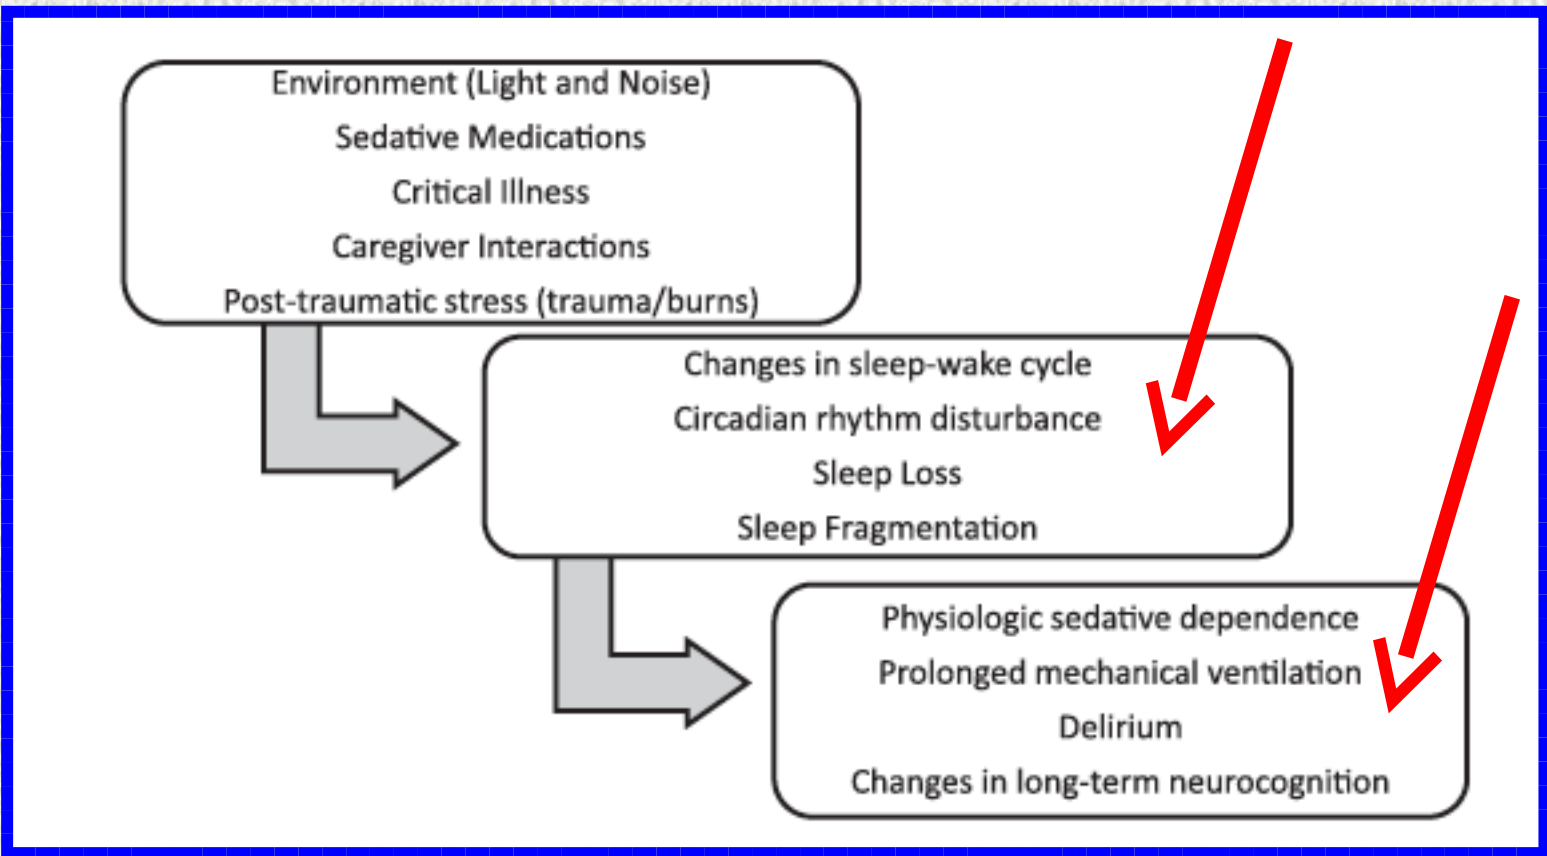 Environment (Light and Noise)
Sedative Medications
Critical Illness
Caregiver Interactions
Post-traumatic stress (trauma/burns)
Changes in sleep-wake cycle
Circadian rhythm disturbance
Sleep Loss
Sleep Fragmentation
Physiologic sedative dependence
Prolonged mechanical ventilation
Delirium
Changes in long-term neurocognition